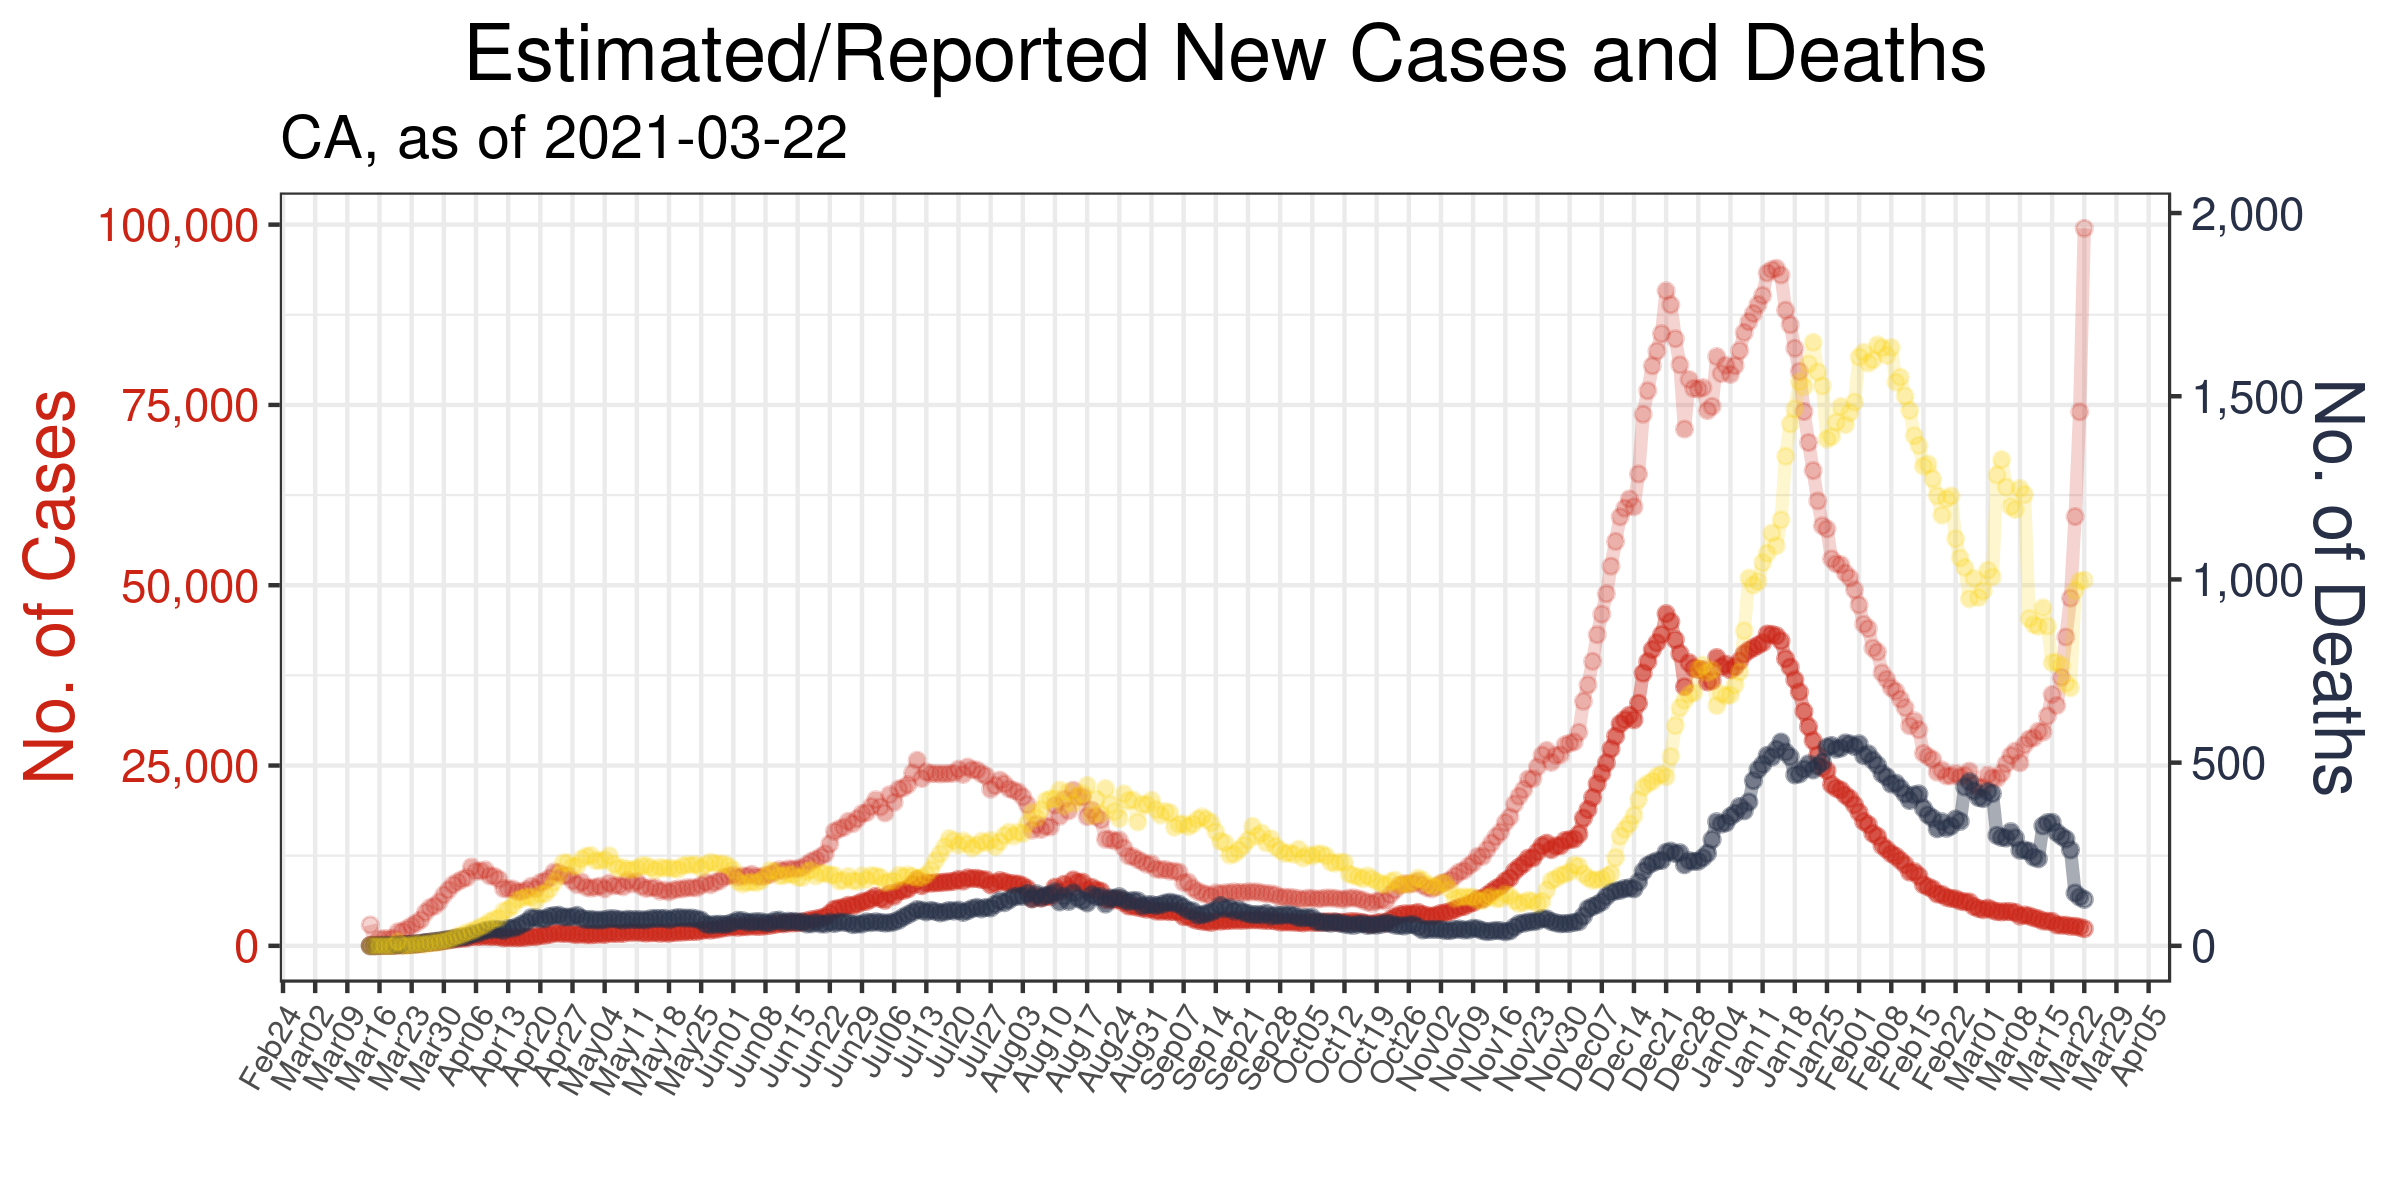 Estimated/Reported New Cases and Deaths
CA, as of 2021-03-22
No. of Cases
100,000
75,000
50,000
25,000
0
2,000
1,500
1,000
500
0
No. of Deaths
Feb24
Mar02
Mar09
Mar16
Mar23
Mar30
Apr06
Apr13
Apr20
Apr27
May04
May11
May18
May25
Jun01
Jun08
Jun15
Jun22
Jun29
Jul06
Jul13
Jul20
Jul27
Aug03
Aug10
Aug17
Aug24
Aug31
Sep07
Sep14
Sep21
Sep28
Oct05
Oct12
Oct19
Oct26
Nov02
Nov09
Nov16
Nov23
Nov30
Dec07
Dec14
Dec21
Dec28
Jan04
Jan11
Jan18
Jan25
Feb01
Feb08
Feb15
Feb22
Mar01
Mar08
Mar15
Mar22
Mar29
Apr05